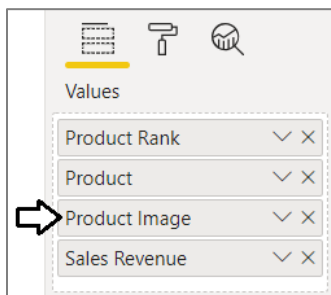 Values
Product Rank
Product
Product Image
Sales Revenue